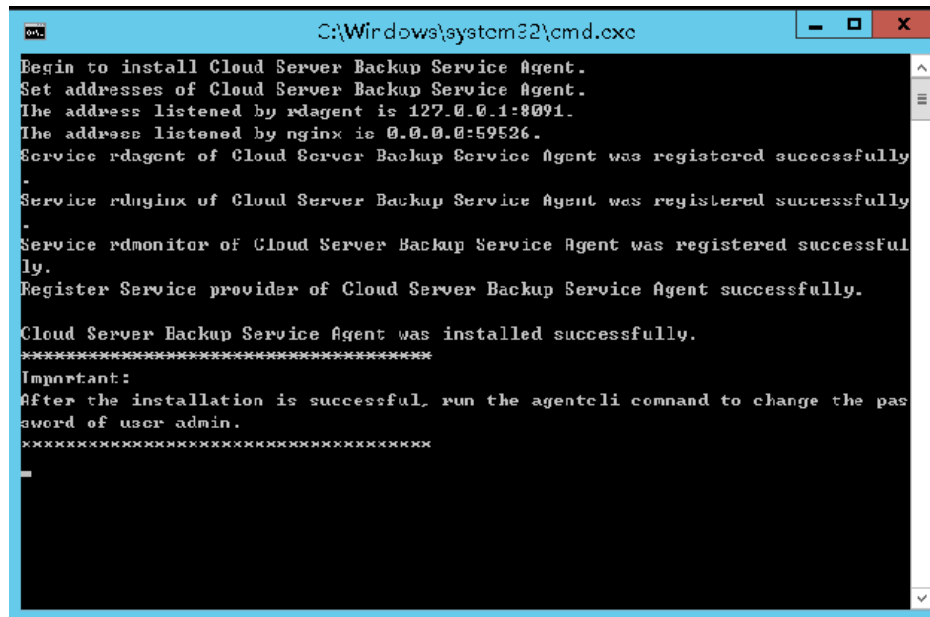 C:\Windows\system32\cmd.exe
Begin to install Cloud Server Backup Service Agent.
Set addresses of Cloud Server Backup Service Agent.
The address listened by rdagent is 127.0.0.1:8091.
The address listened by nginx is 0.0.0.0:59526.
Service rdagent of Cloud Server Backup Service Agent was registered successfully
.
Service rdnginx of Cloud Server Backup Service Agent was registered successfully
.
Service rdmonitor of Cloud Server Backup Service Agent was registered successful
ly.
Register Service provider of Cloud Server Backup Service Agent successfully.
Cloud Server Backup Service Agent was installed successfully.
*************************************
Important:
After the installation is successful, run the agentcli command to change the pas
sword of user admin.
*************************************